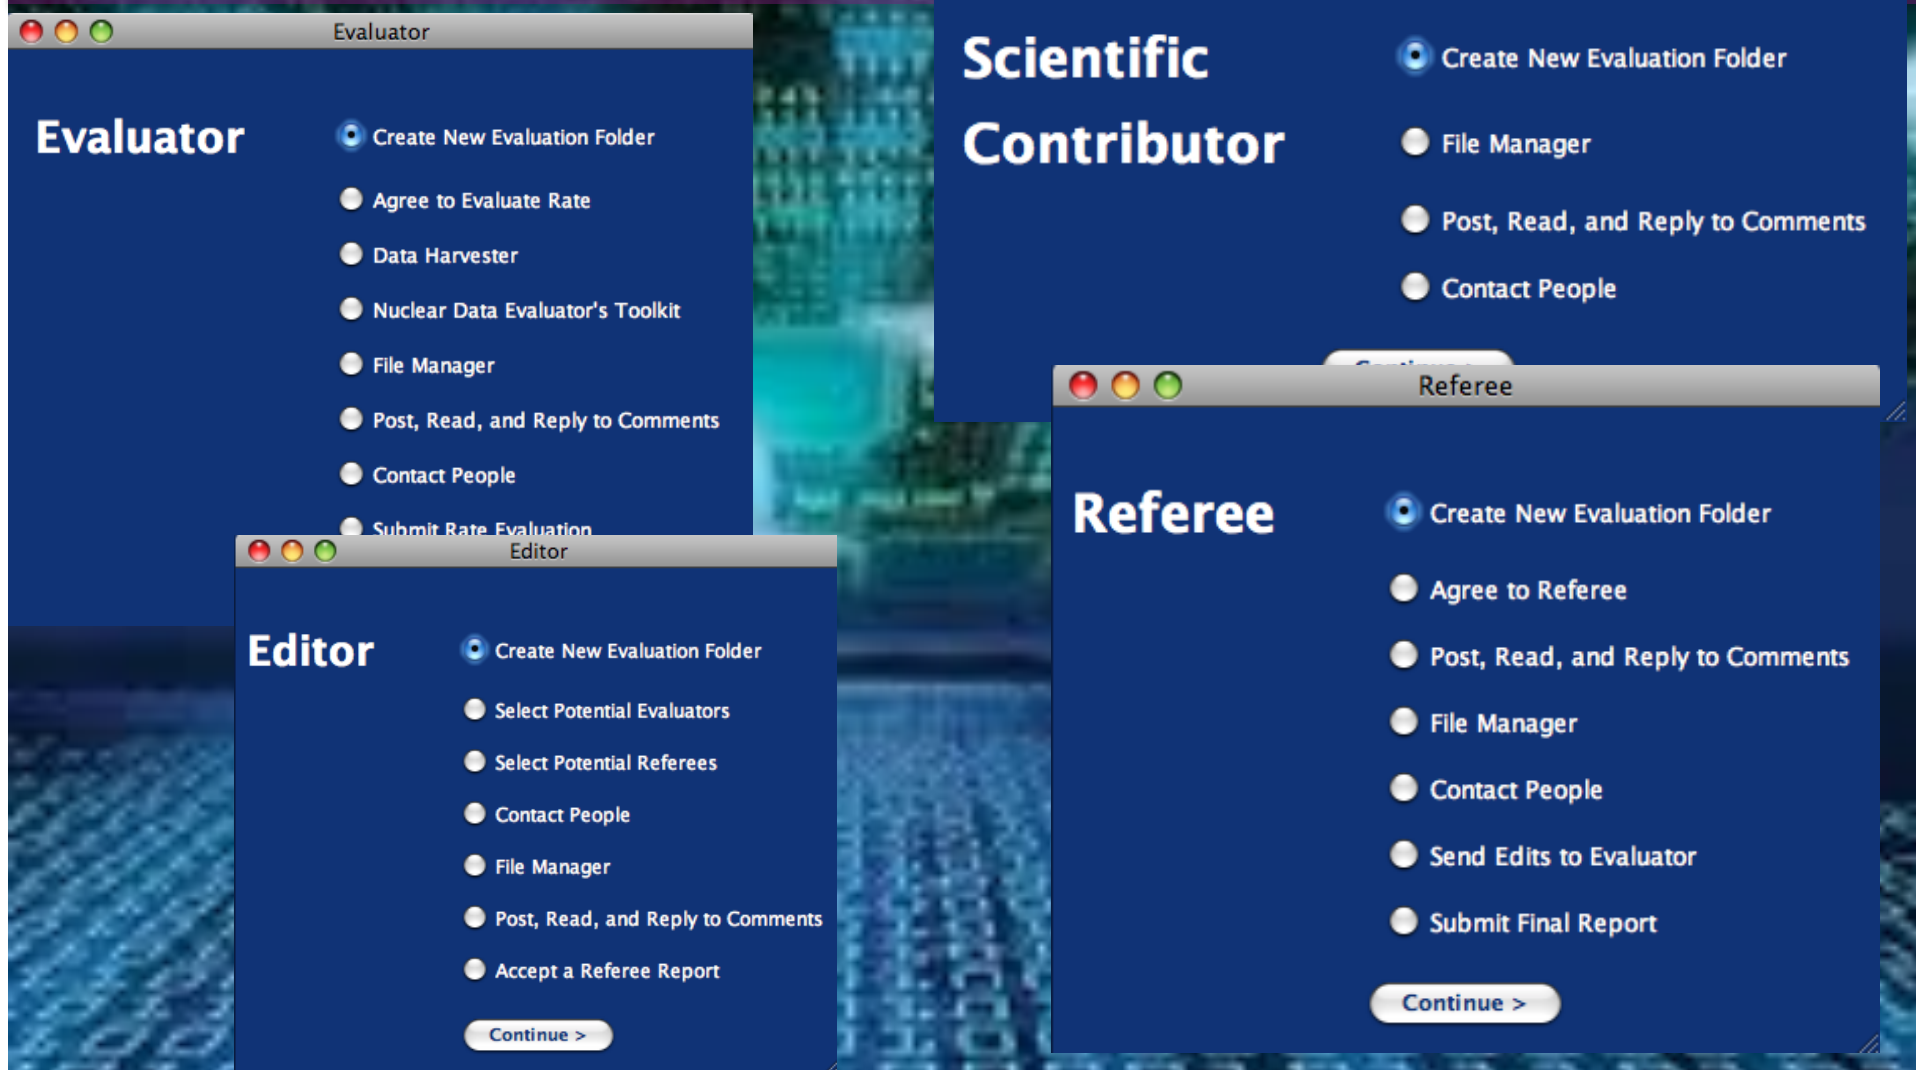 Evaluator
Evaluator
Create New Evaluation Folder
Agree to Evaluate Rate
Data Harvester
Nuclear Data Evaluator's Toolkit
File Manager
Post, Read, and Reply to Comments
Contact People
Submit Rate Evaluation
Scientific
Contributor
Create New Evaluation Folder
File Manager
Post, Read, and Reply to Comments
Contact People
Editor
Editor
Create New Evaluation Folder
Select Potential Evaluators
Select Potential Referees
Contact People
File Manager
Post, Read, and Reply to Comments
Accept a Referee Report
Continue >
Referee
Referee
Create New Evaluation Folder
Agree to Referee
Post, Read, and Reply to Comments
File Manager
Contact People
Send Edits to Evaluator
Submit Final Report
Continue >